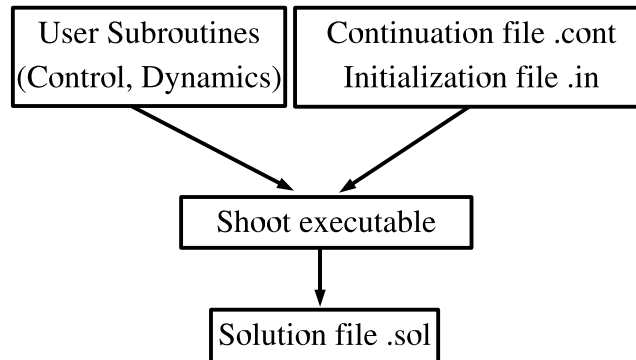 User Subroutines
(Control, Dynamics)
Continuation file .cont
Initialization file .in
Shoot executable
Solution file .sol